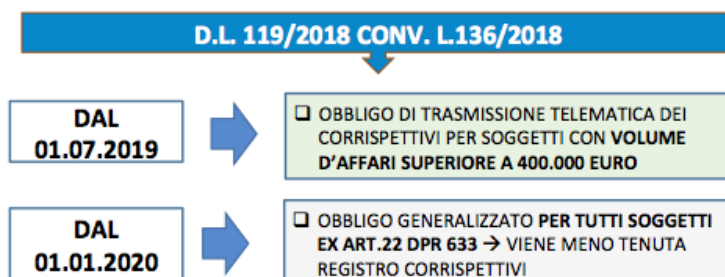 D.L. 119/2018 CONV. L.136/2018
DAL
01.07.2019
❑ OBBLIGO DI TRASMISSIONE TELEMATICA DEI
CORRISPETTIVI PER SOGGETTI CON VOLUME
D'AFFARI SUPERIORE A 400.000 EURO
DAL
01.01.2020
❑ OBBLIGO GENERALIZZATO PER TUTTI SOGGETTI
EX ART.22 DPR 633 → VIENE MENO TENUTA
REGISTRO CORRISPETTIVI